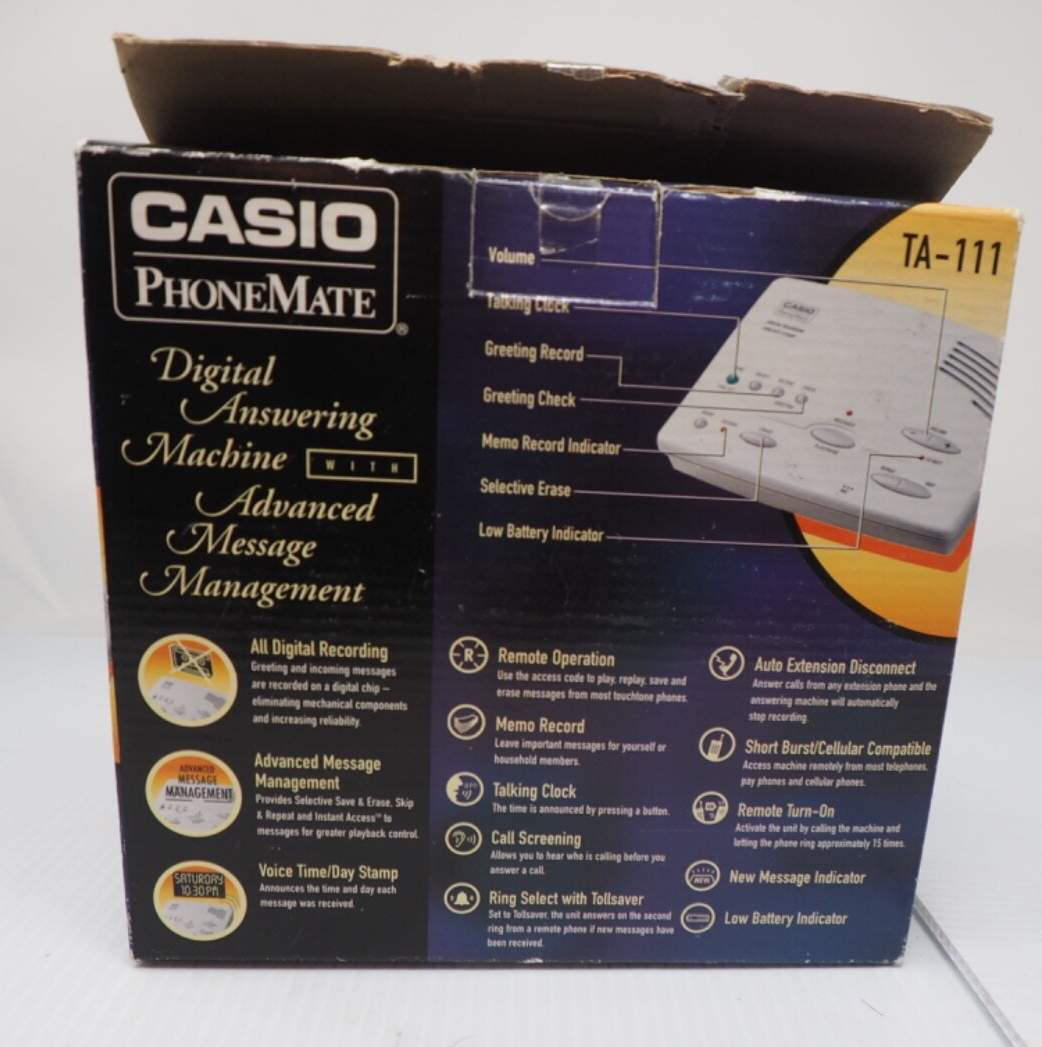 CASIO
PHONEMATE®
Digital
Answering
Machine WITH
Advanced
Message
Management
TA-111
Volume
Talking Clock
Greeting Record
Greeting Check
Memo Record Indicator
Selective Erase
Low Battery Indicator
CASIO
All Digital Recording
Greeting and incoming messages
are recorded on a digital chip –
eliminating mechanical components
and increasing reliability.
ADVANCED
MESSAGE
MANAGEMENT
Advanced Message
Management
Provides Selective Save & Erase, Skip
& Repeat and Instant Access™ to
messages for greater playback control.
SATURDAY
10:30 PM
Voice Time/Day Stamp
Announces the time and day each
message was received.
R
Remote Operation
Use the access code to play, replay, save and
erase messages from most touchtone phones.
Memo Record
Leave important messages for yourself or
household members.
Talking Clock
The time is announced by pressing a button.
Call Screening
Allows you to hear who is calling before you
answer a call.
Ring Select with Tollsaver
Set to Tollsaver, the unit answers on the second
ring from a remote phone if new messages have
been received.
Auto Extension Disconnect
Answer calls from any extension phone and the
answering machine will automatically
stop recording.
Short Burst/Cellular Compatible
Access machine remotely from most telephones,
pay phones and cellular phones.
Remote Turn-On
Activate the unit by calling the machine and
letting the phone ring approximately 15 times.
New Message Indicator
Low Battery Indicator